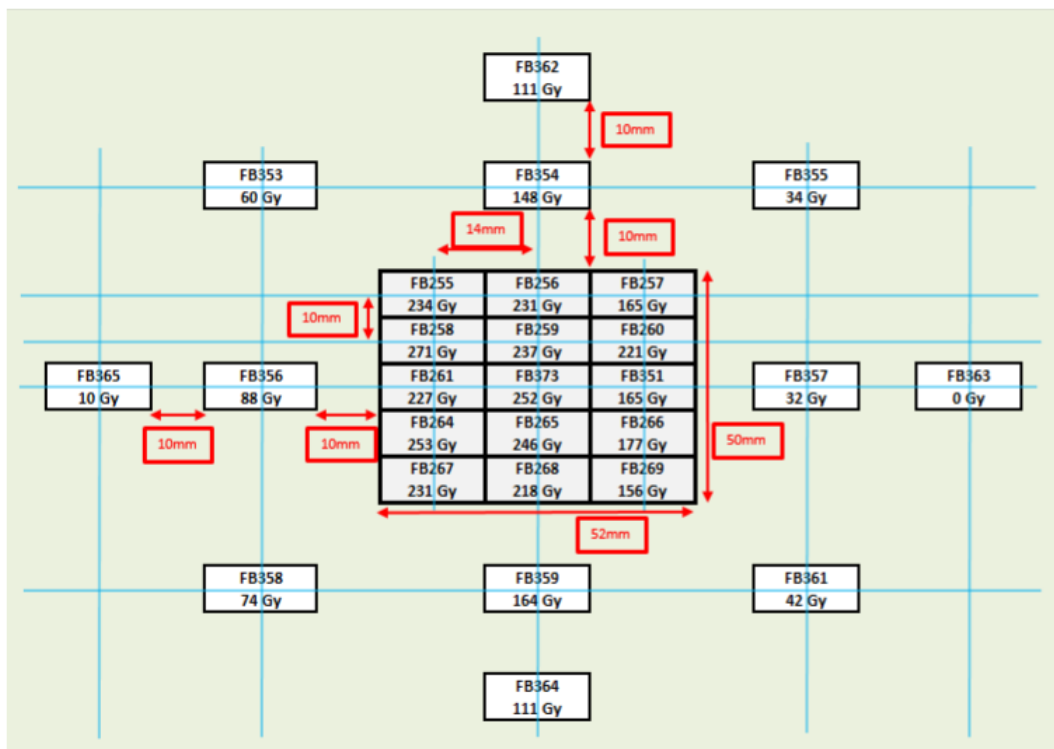 FB362
111 Gy
10mm
FB353
60 Gy
FB354
148 Gy
FB355
34 Gy
14mm
10mm
FB255
234 Gy
FB256
231 Gy
FB257
165 Gy
10mm
FB258
271 Gy
FB259
237 Gy
FB260
221 Gy
FB365
10 Gy
FB356
88 Gy
FB261
227 Gy
FB373
252 Gy
FB351
165 Gy
FB357
32 Gy
FB363
0 Gy
10mm
10mm
FB264
253 Gy
FB265
246 Gy
FB266
177 Gy
50mm
FB267
231 Gy
FB268
218 Gy
FB269
156 Gy
52mm
FB358
74 Gy
FB359
164 Gy
FB361
42 Gy
FB364
111 Gy